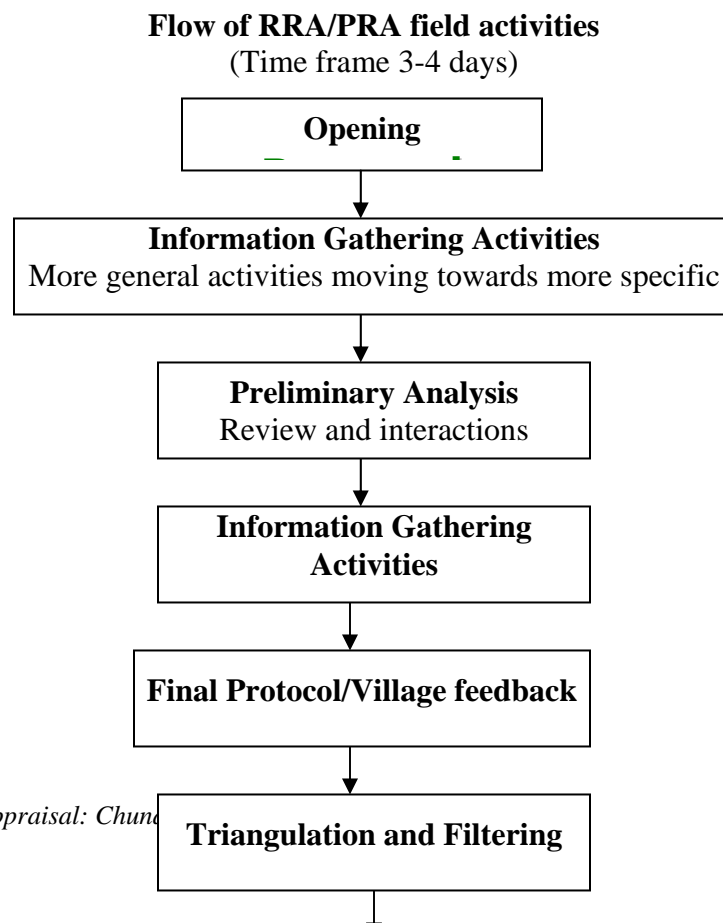 Flow of RRA/PRA field activities
(Time frame 3-4 days)
Opening
Information Gathering Activities
More general activities moving towards more specific
Preliminary Analysis
Review and interactions
Information Gathering
Activities
Final Protocol/Village feedback
Triangulation and Filtering